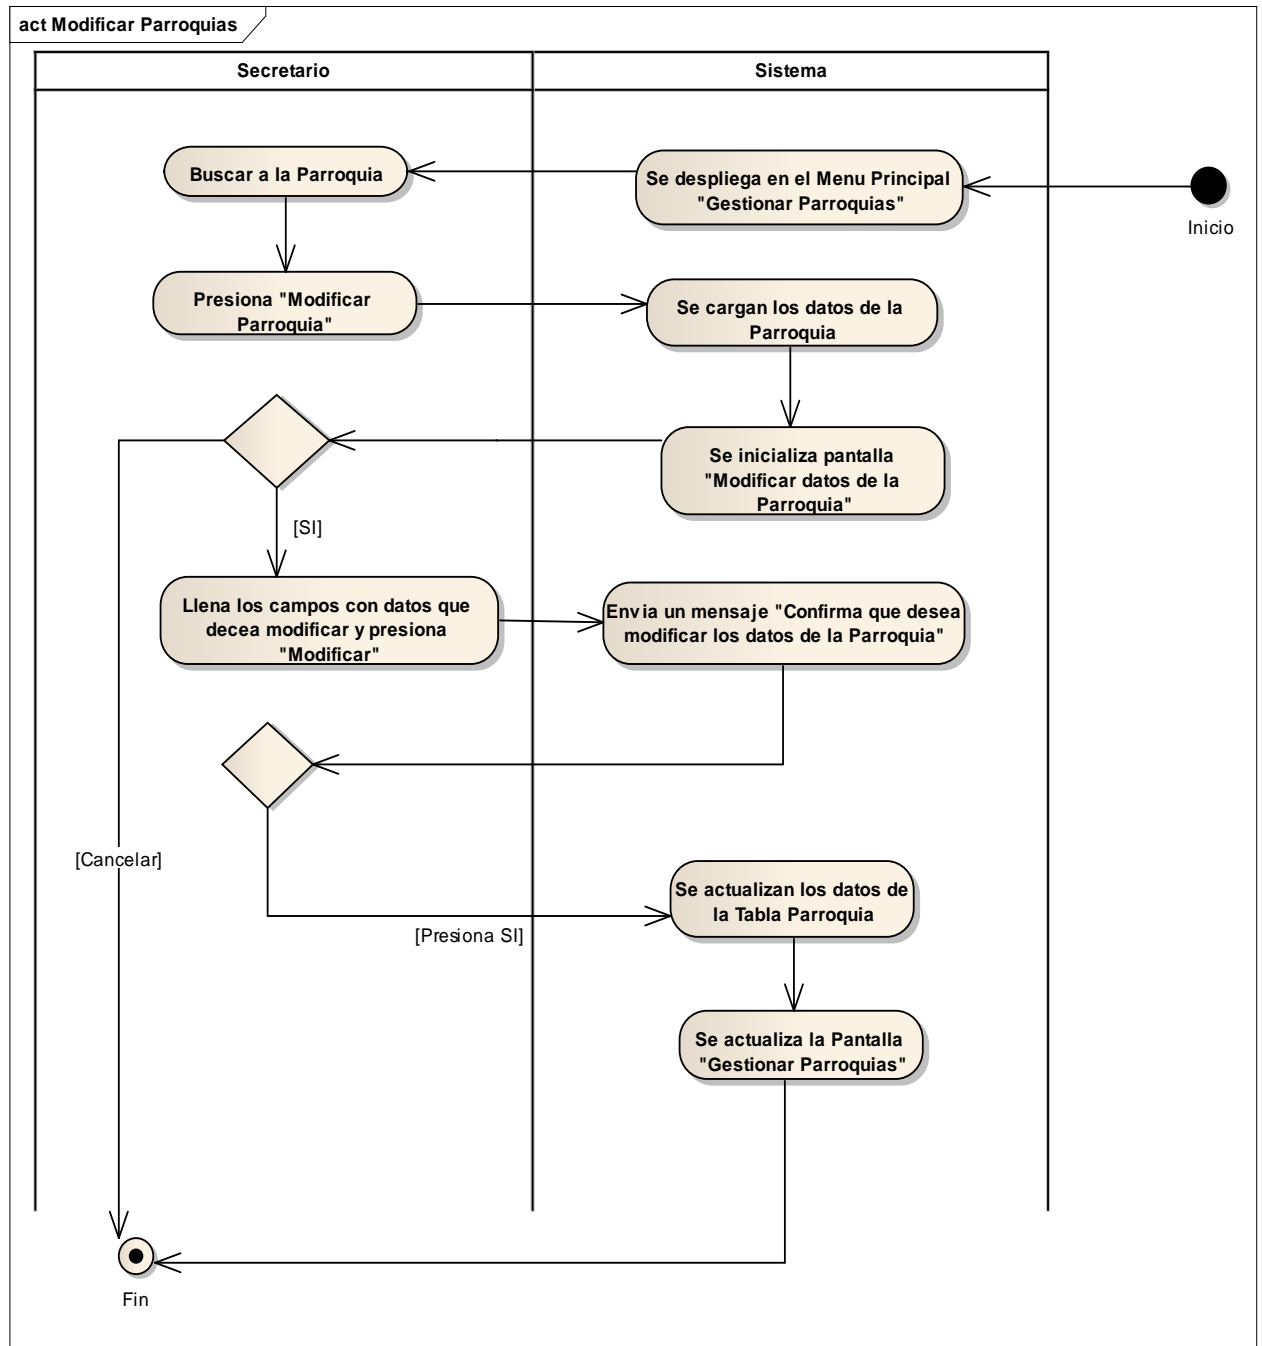 act Modificar Parroquias
Secretario
Sistema
Buscar a la Parroquia
Se despliega en el Menu Principal
"Gestionar Parroquias"
Inicio
Presiona "Modificar
Parroquia"
Se cargan los datos de la
Parroquia
Se inicializa pantalla
"Modificar datos de la
Parroquia"
[SI]
Llena los campos con datos que
decea modificar y presiona
"Modificar"
Envia un mensaje "Confirma que desea
modificar los datos de la Parroquia"
[Cancelar]
Se actualizan los datos de
la Tabla Parroquia
[Presiona SI]
Se actualiza la Pantalla
"Gestionar Parroquias"
Fin